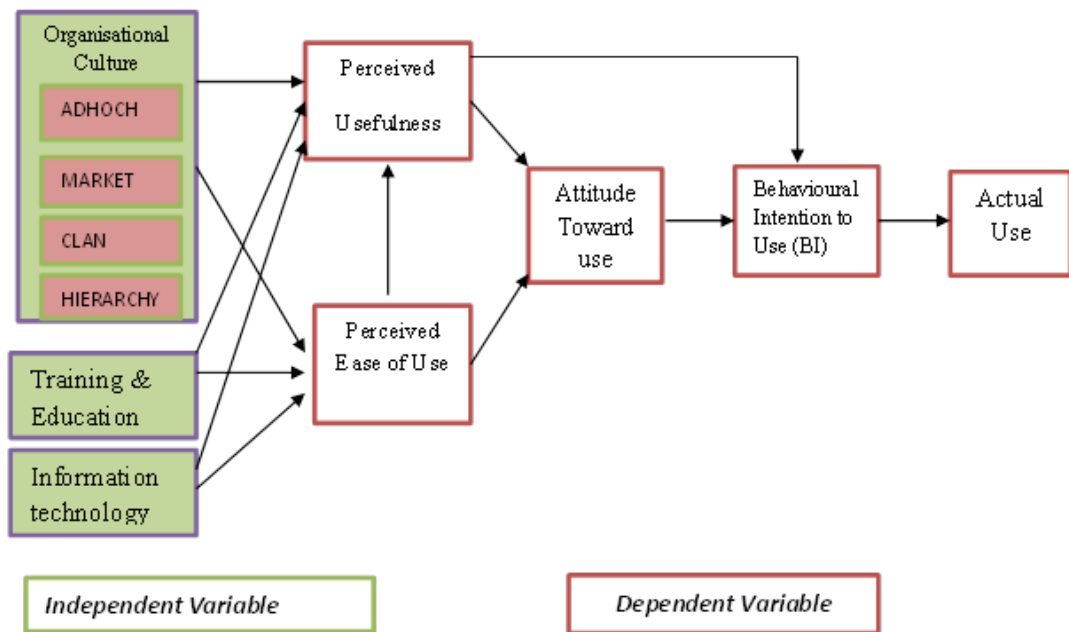 Organisational
Culture
ADHOCH
MARKET
CLAN
HIERARCHY
Training &
Education
Information
technology
Perceived
Usefulness
Perceived
Ease of Use
Attitude
Toward
use
Behavioural
Intention to
Use (BI)
Actual
Use
Independent Variable
Dependent Variable